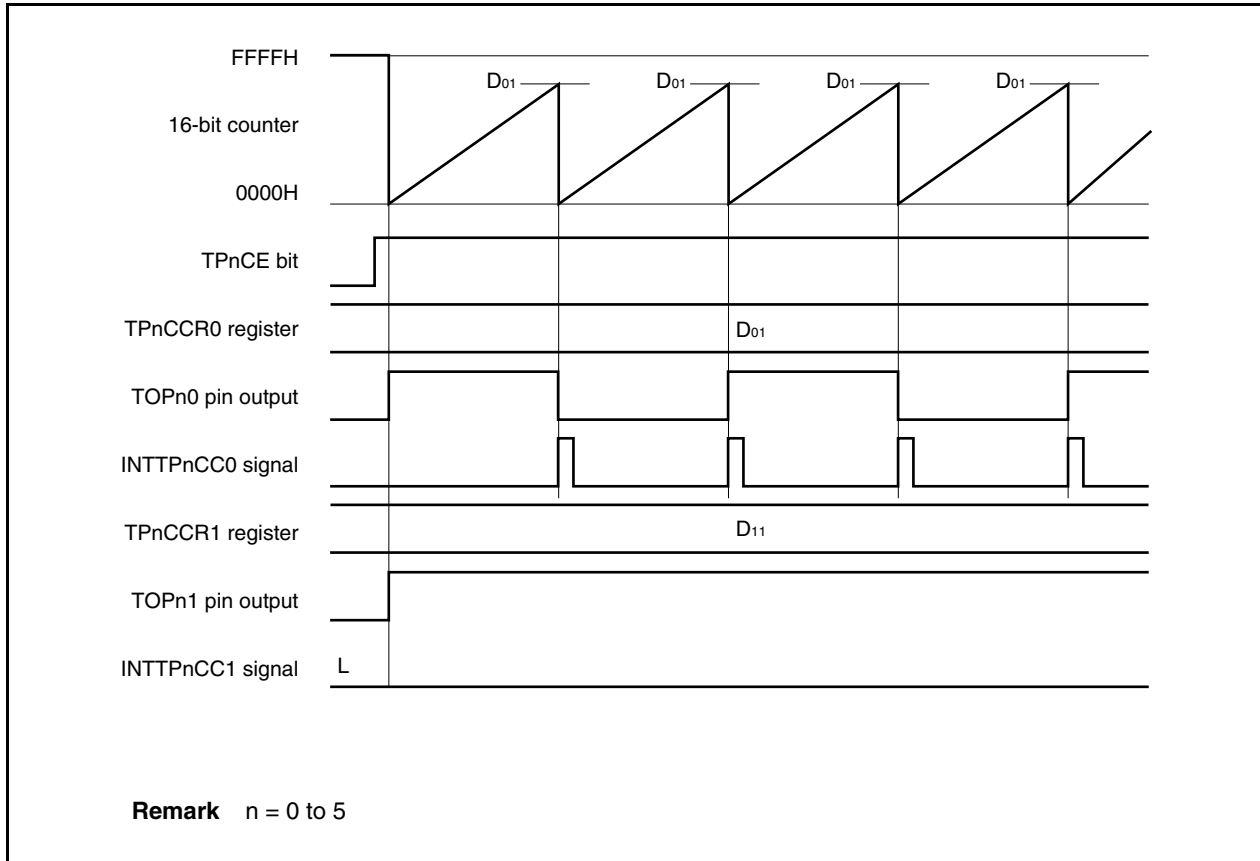 FFFFH
D01 D01 D01 D01
16-bit counter
0000H
TPnCE bit
TPnCCR0 register D01
TOPn0 pin output
INTTPnCC0 signal
TPnCCR1 register D11
TOPn1 pin output
INTTPnCC1 signal L
Remark n = 0 to 5